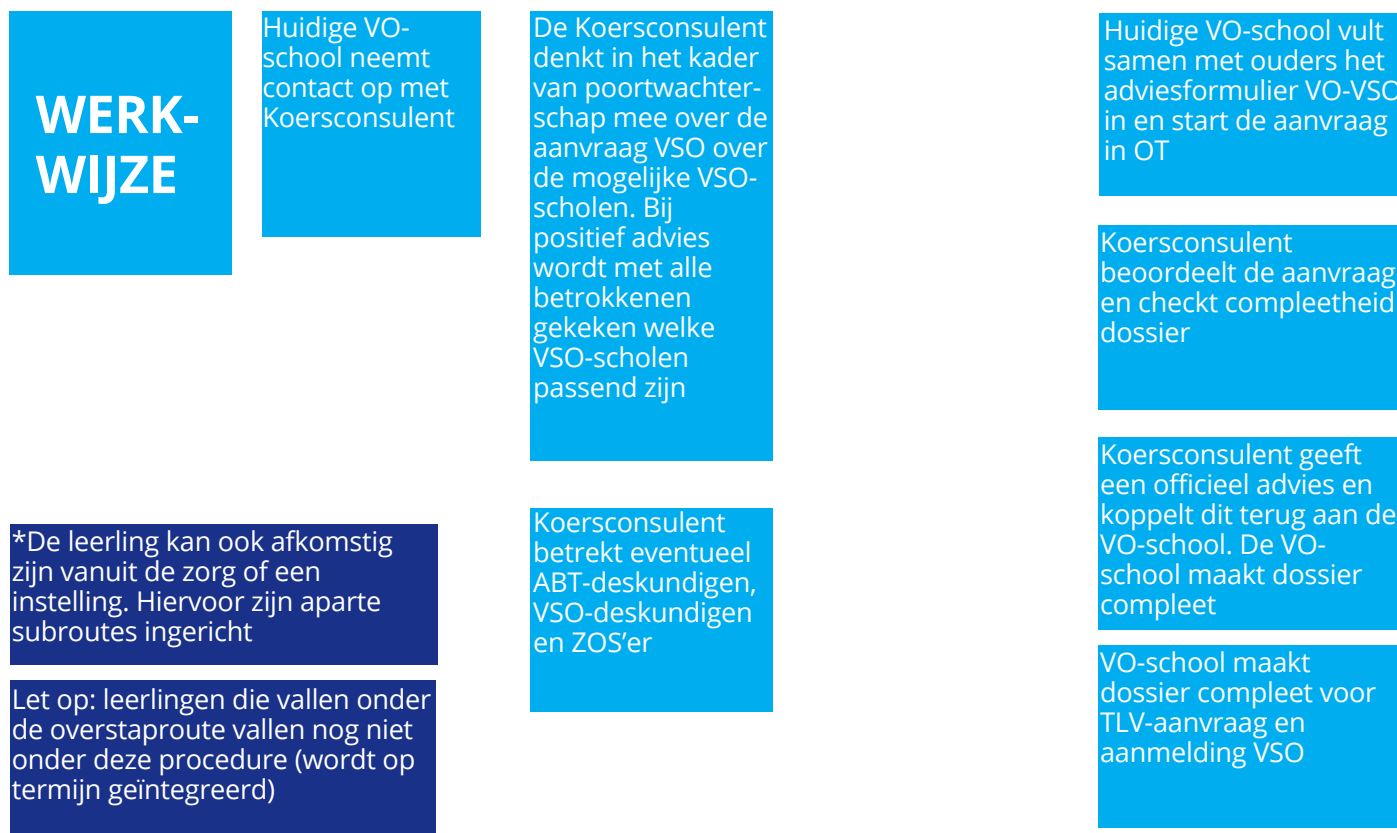 WERK-
WIJZE
Huidige VO-
school neemt
contact op met
Koersconsulent
De Koersconsulent
denkt in het kader
van poortwachter-
schap mee over de
aanvraag VSO over
de mogelijke VSO-
scholen. Bij
positief advies
wordt met alle
betrokkenen
gekeken welke
VSO-scholen
passend zijn
Koersconsulent
betrekt eventueel
ABT-deskundigen,
VSO-deskundigen
en ZOS’er
Huidige VO-school vult
samen met ouders het
adviesformulier VO-VSO
in en start de aanvraag
in OT
Koersconsulent
beoordeelt de aanvraag
en checkt compleetheid
dossier
Koersconsulent geeft
een officieel advies en
koppelt dit terug aan de
VO-school. De VO-
school maakt dossier
compleet
VO-school maakt
dossier compleet voor
TLV-aanvraag en
aanmelding VSO
*De leerling kan ook afkomstig
zijn vanuit de zorg of een
instelling. Hiervoor zijn aparte
subroutes ingericht
Let op: leerlingen die vallen onder
de overstaproute vallen nog niet
onder deze procedure (wordt op
termijn geïntegreerd)